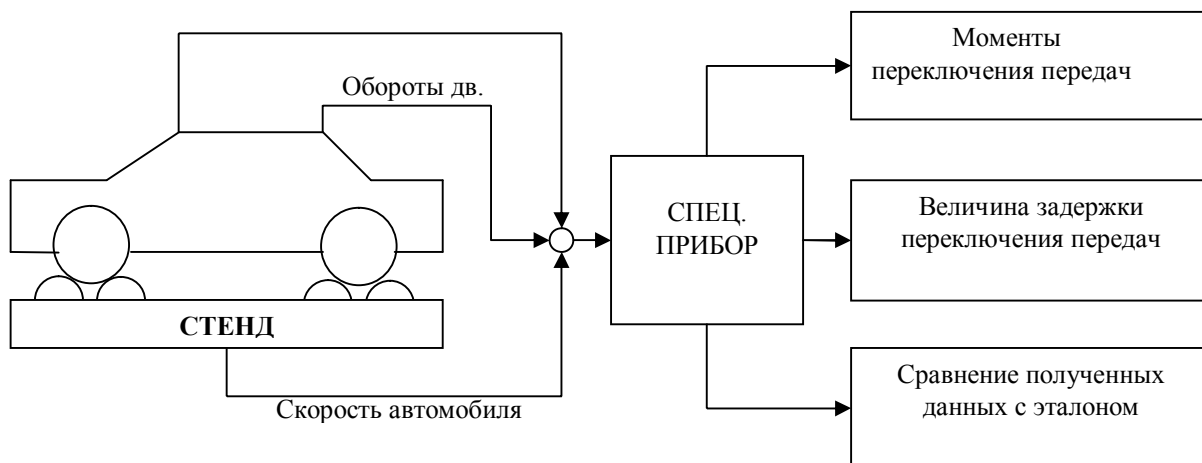 Моменты
переключения передач
Обороты дв.
СПЕЦ.
ПРИБОР
Величина задержки
переключения передач
СТЕНД
Скорость автомобиля
Сравнение полученных
данных с эталоном